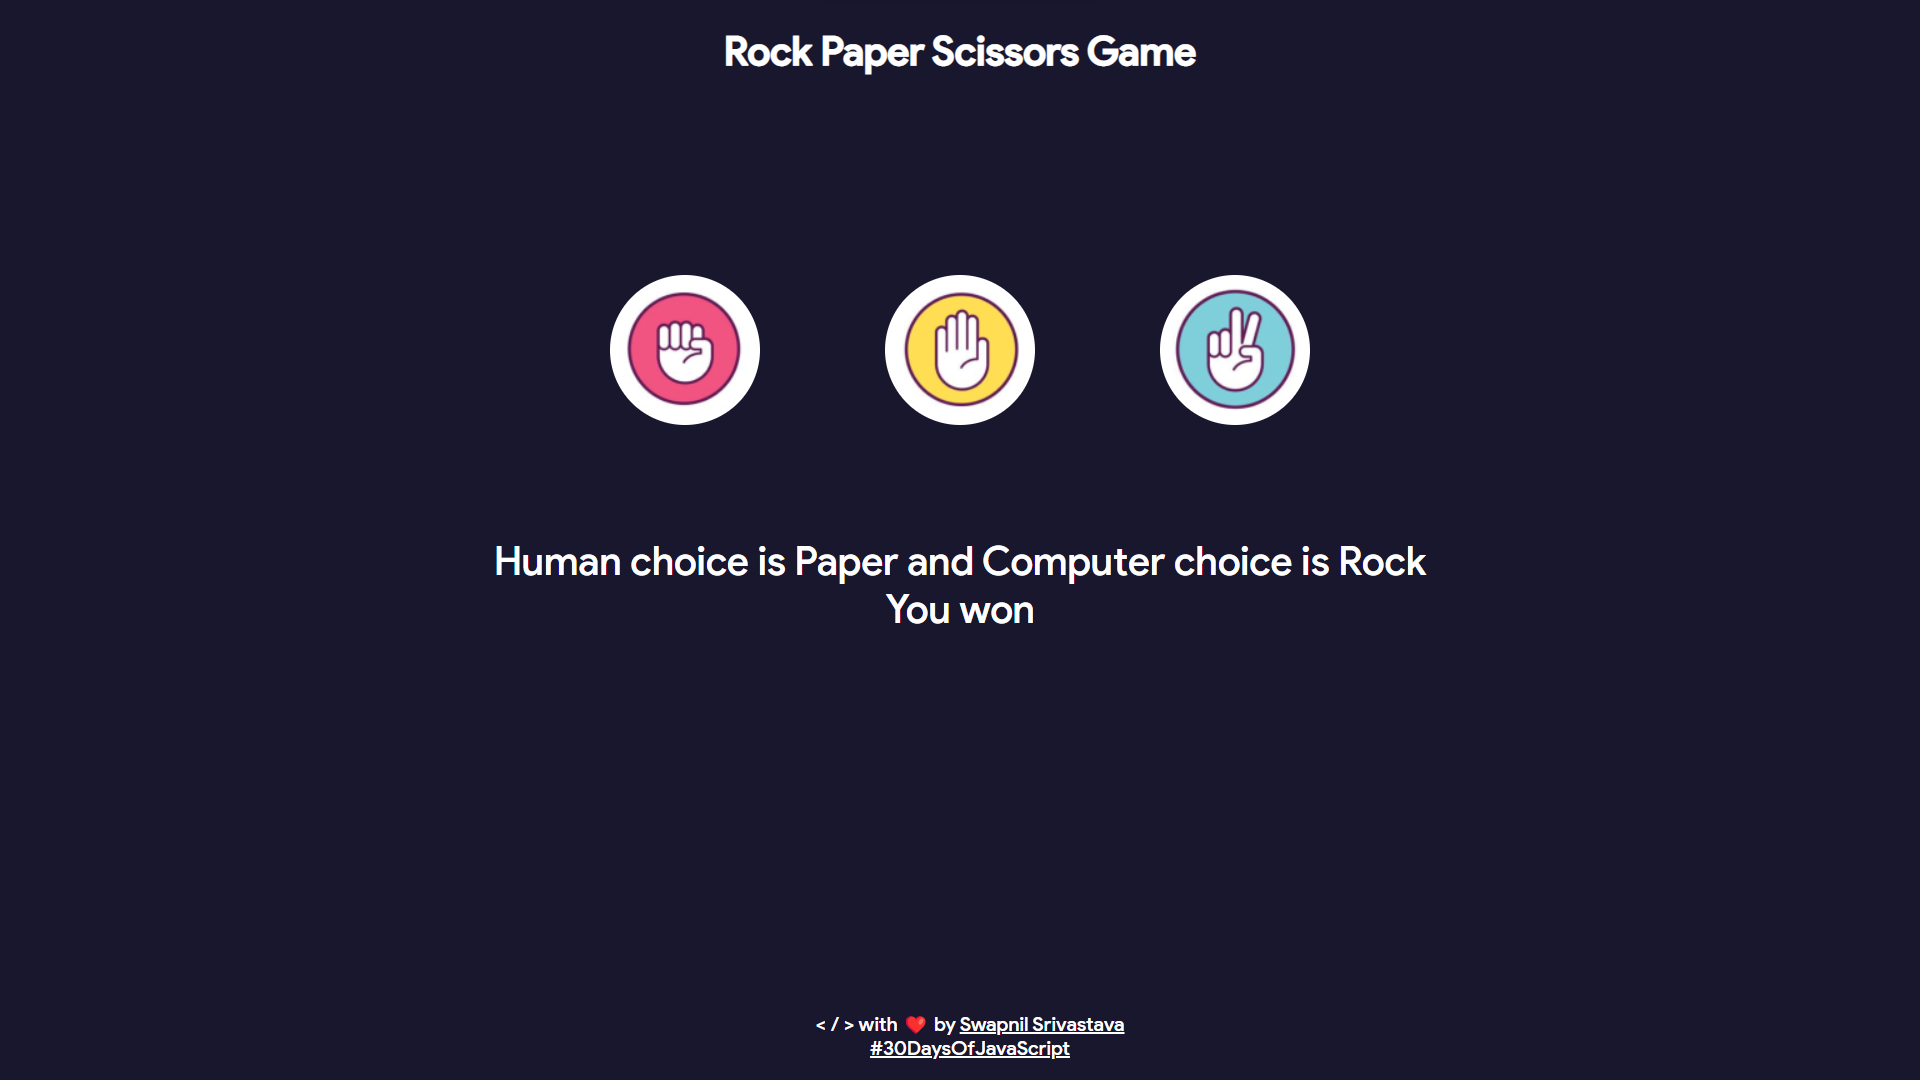 Rock Paper Scissors Game
Human choice is Paper and Computer choice is Rock
You won
< / > with ❤️ by Swapnil Srivastava
#30DaysOfJavaScript